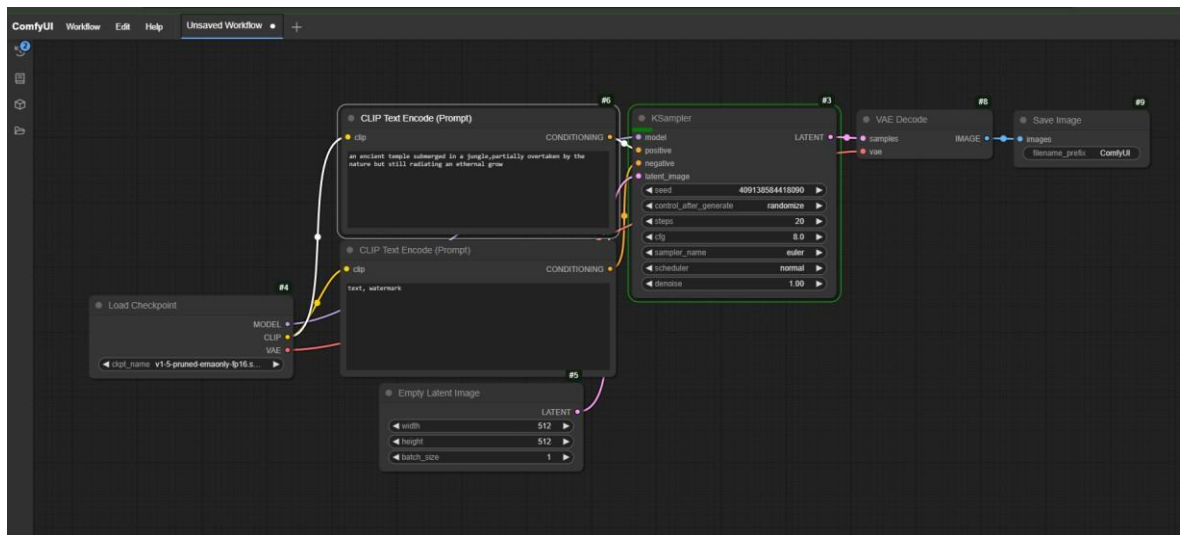 ComfyUI Workflow Edit Help Unsaved Workflow
2
#6
CLIP Text Encode (Prompt)
clip CONDITIONING
an encient temple submerged in a jungle,partially overtaken by the
nature but still radiating an ethernal grow
CLIP Text Encode (Prompt)
clip CONDITIONING
text, watermark
#4
Load Checkpoint
MODEL
CLIP
VAE
ckpt_name v1-5-pruned-emaonly-fp16.s...
#5
Empty Latent Image
LATENT
width 512
height 512
batch_size 1
#3
KSampler
model LATENT
positive
negative
latent_image
seed 409138584418090
control_after_generate randomize
steps 20
cfg 8.0
sampler_name euler
scheduler normal
denoise 1.00
#8
VAE Decode
samples IMAGE
vae
#9
Save Image
images
filename_prefix ComfyUI